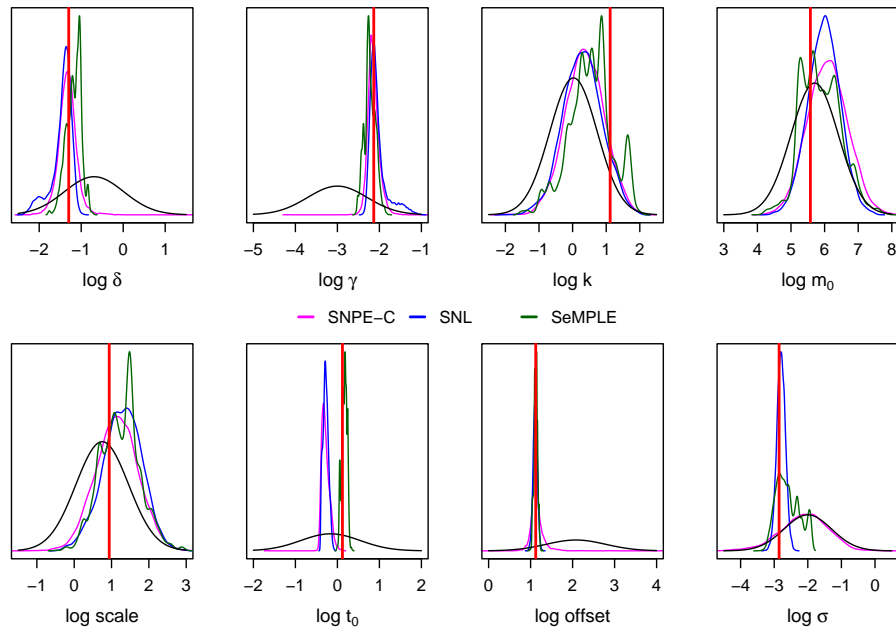 −2 −1 0 1
log δ
−5 −4 −3 −2 −1
log γ
−2 −1 0 1 2
log k
3 4 5 6 7 8
log m₀
SNPE−C SNL SeMPLE
−1 0 1 2 3
log scale
−2 −1 0 1 2
log t₀
0 1 2 3 4
log offset
−4 −3 −2 −1 0
log σ